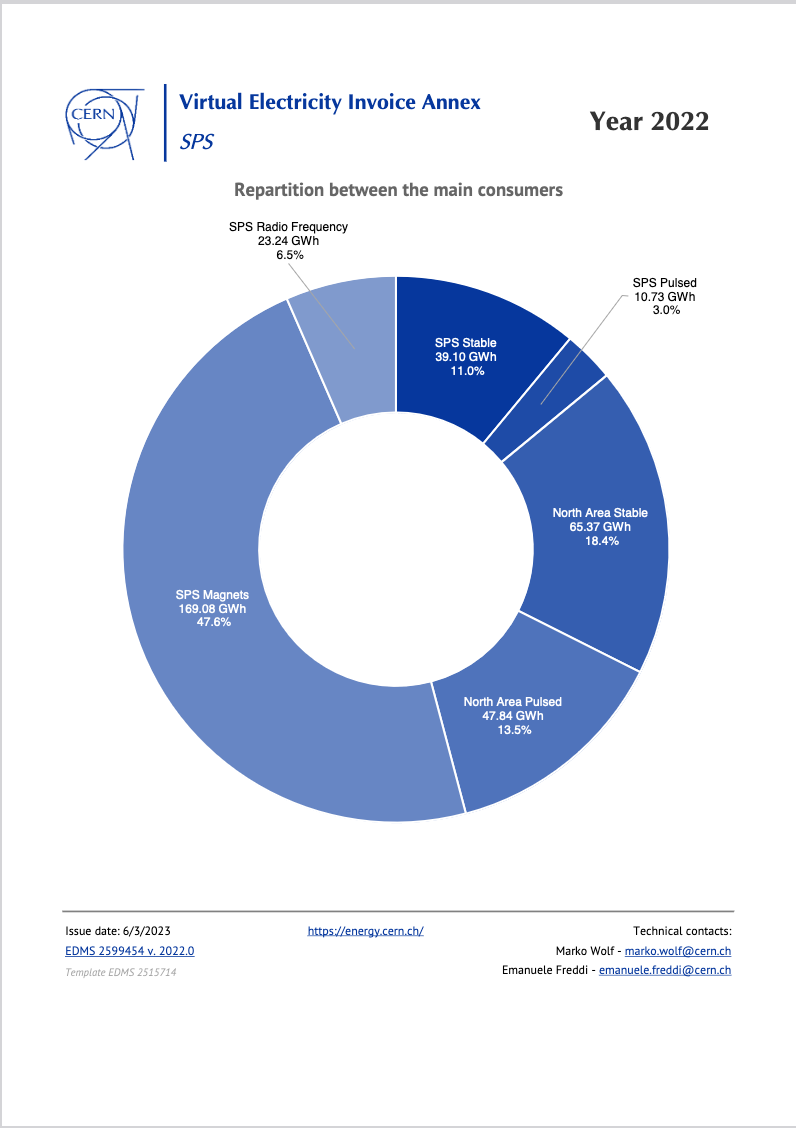 CERN
Virtual Electricity Invoice Annex
SPS
Year 2022
Repartition between the main consumers
SPS Radio Frequency
23.24 GWh
6.5%
SPS Pulsed
10.73 GWh
3.0%
SPS Stable
39.10 GWh
11.0%
North Area Stable
65.37 GWh
18.4%
SPS Magnets
169.08 GWh
47.6%
North Area Pulsed
47.84 GWh
13.5%
Issue date: 6/3/2023
EDMS 2599454 v. 2022.0
Template EDMS 2515714
https://energy.cern.ch/
Technical contacts:
Marko Wolf - marko.wolf@cern.ch
Emanuele Freddi - emanuele.freddi@cern.ch